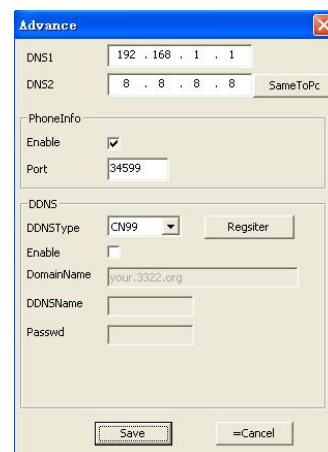 Advance
DNS1 192 . 168 . 1 . 1
DNS2 8 . 8 . 8 . 8 SameToPc
PhoneInfo
Enable
Port 34599
DDNS
DDNSType CN99 Regsiter
Enable
DomainName your.3322.org
DDNSName
Passwd
Save =Cancel